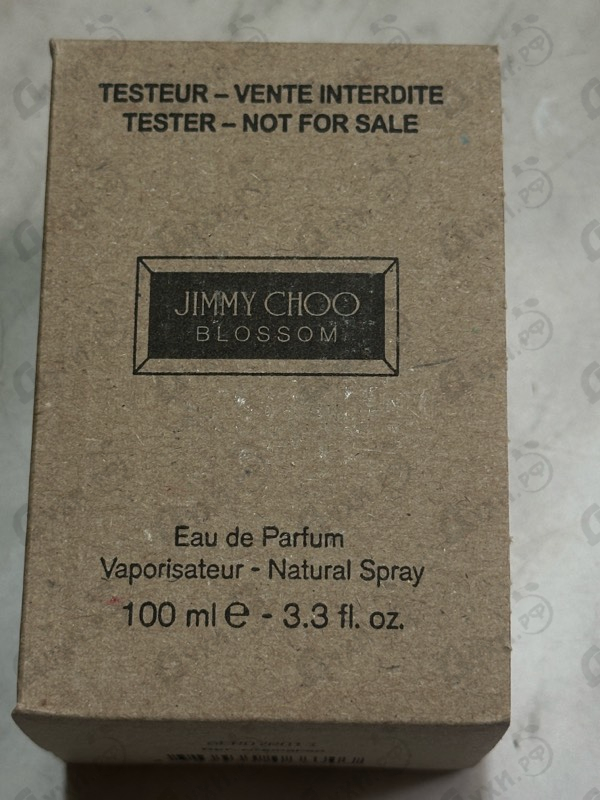 TESTEUR – VENTE INTERDITE
TESTER – NOT FOR SALE
JIMMY CHOO
BLOSSOM
Eau de Parfum
Vaporisateur - Natural Spray
100 ml ℮ - 3.3 fl. oz.